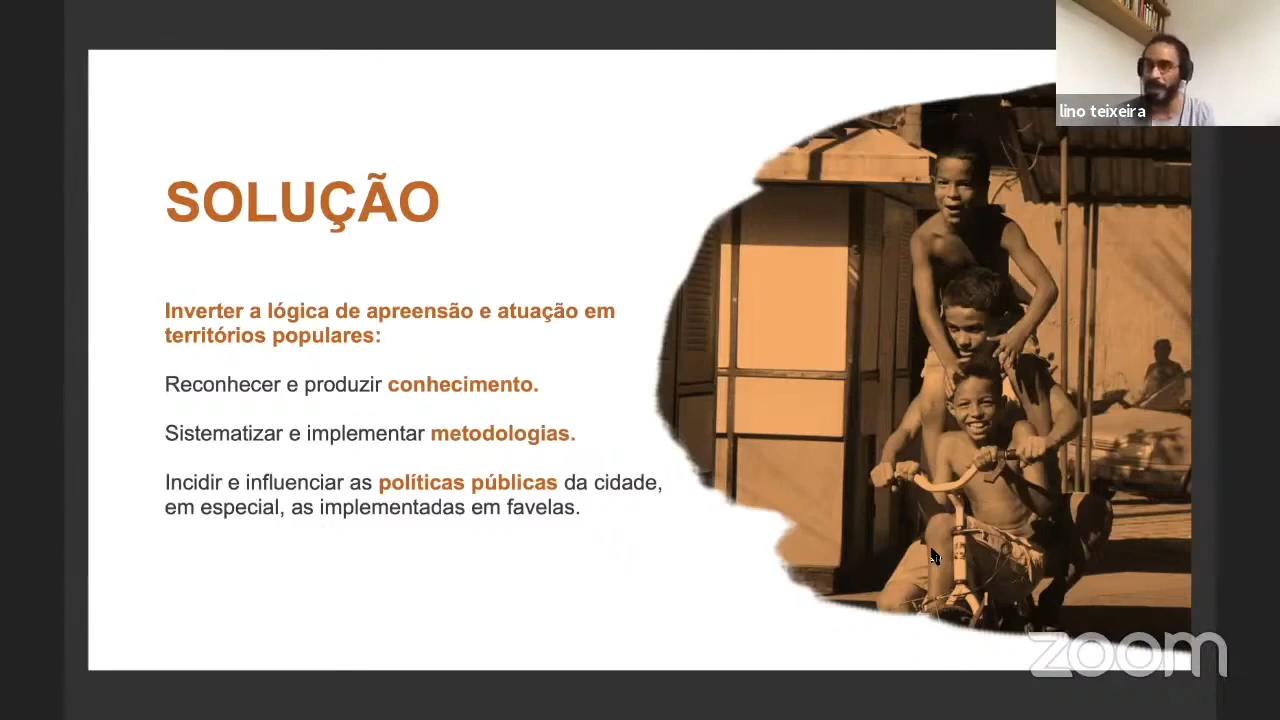 lino teixeira
SOLUÇÃO
Inverter a lógica de apreensão e atuação em
territórios populares:
Reconhecer e produzir conhecimento.
Sistematizar e implementar metodologias.
Incidir e influenciar as políticas públicas da cidade,
em especial, as implementadas em favelas.
zoom